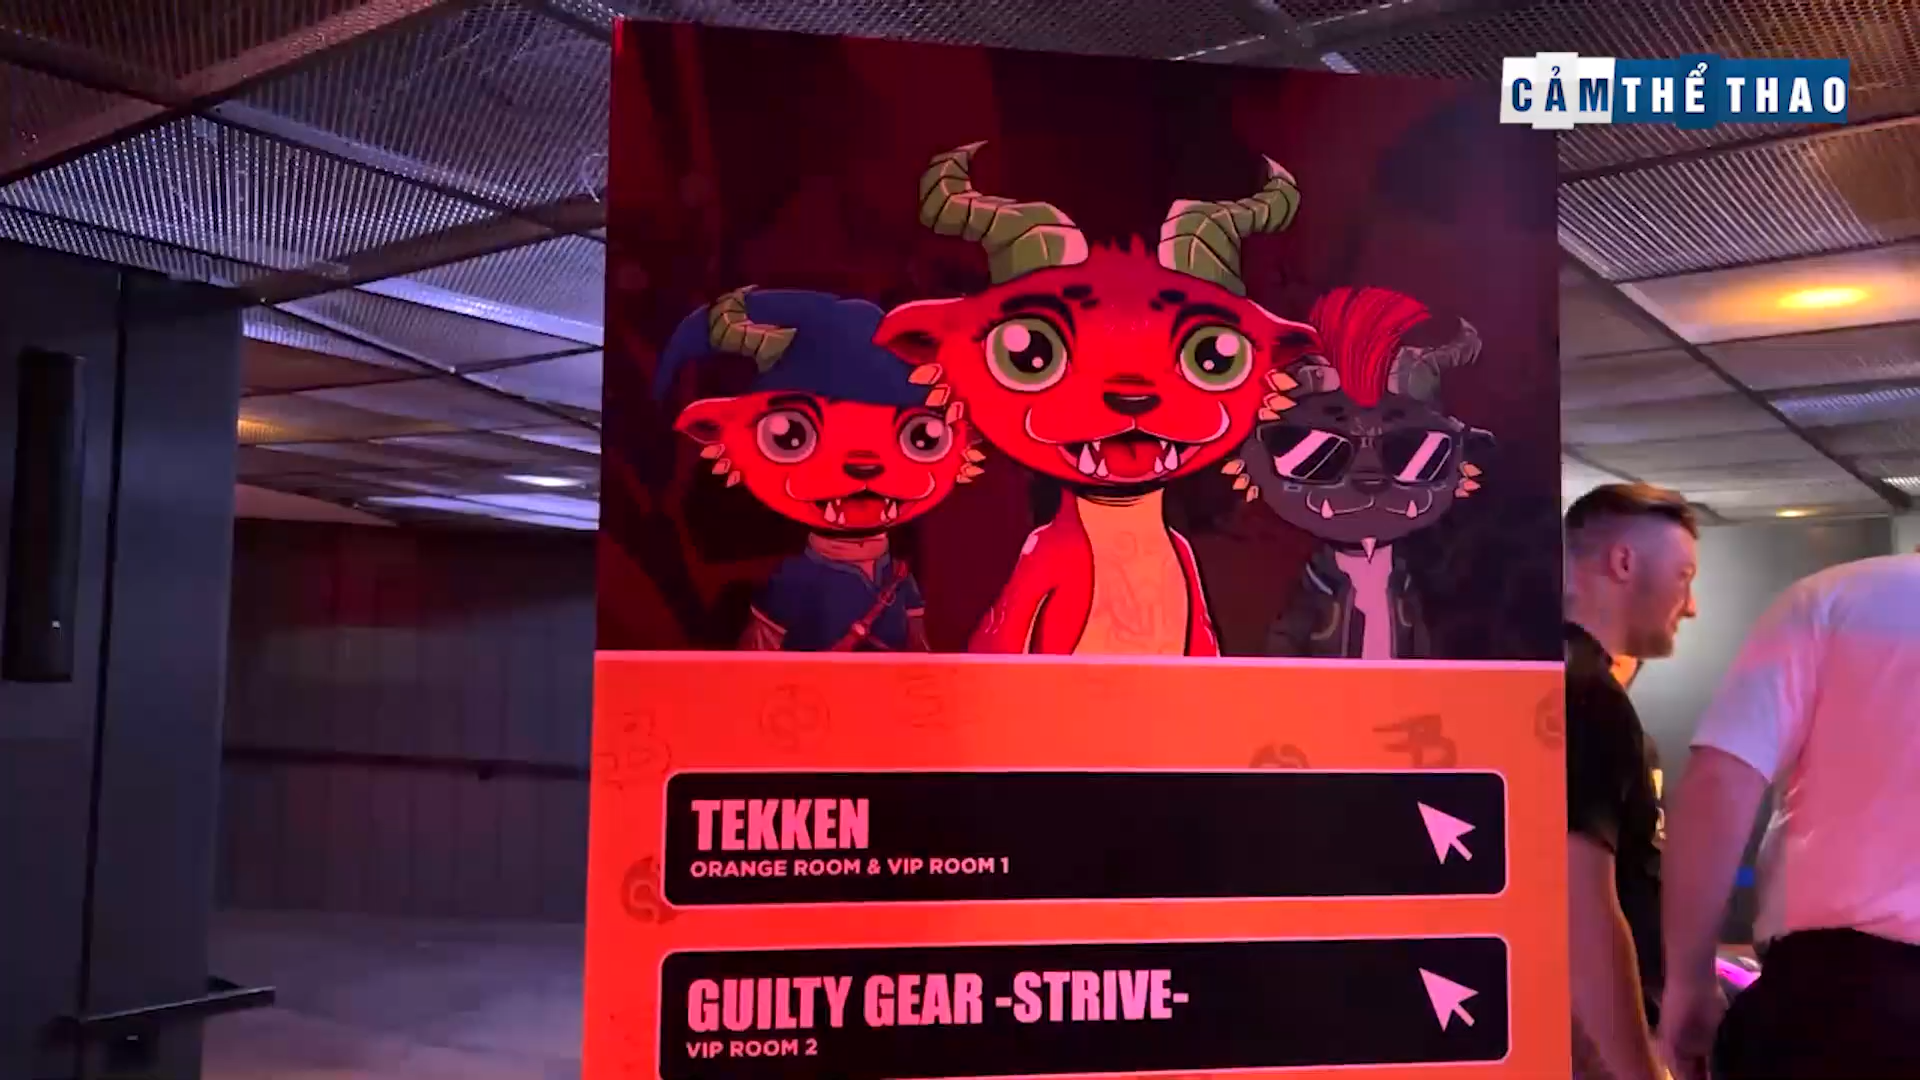 CẢM THỂ THAO
TEKKEN
ORANGE ROOM & VIP ROOM 1
GUILTY GEAR -STRIVE-
VIP ROOM 2